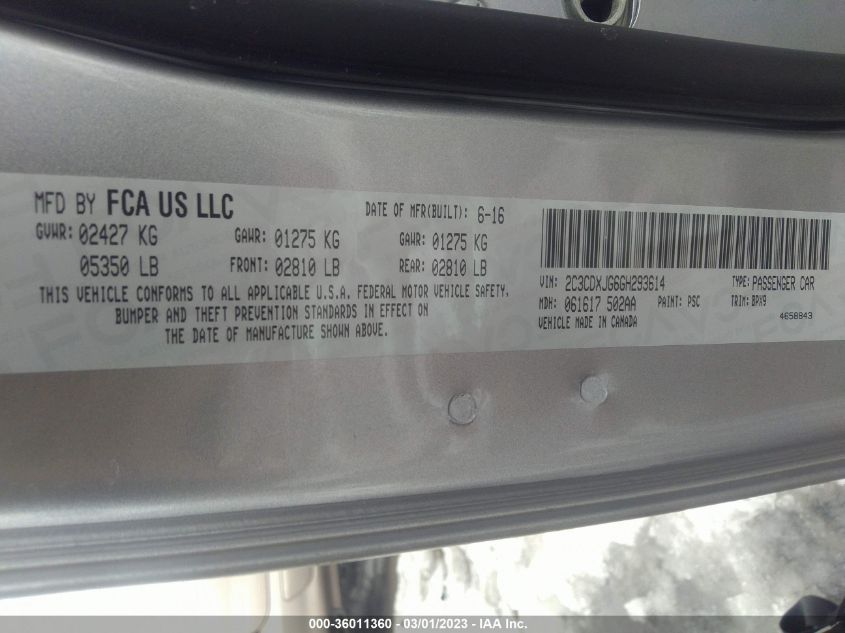 MFD BY FCA US LLC
DATE OF MFR(BUILT): 6-16
GVWR: 02427 KG GAWR: 01275 KG GAWR: 01275 KG
05350 LB FRONT: 02810 LB REAR: 02810 LB
THIS VEHICLE CONFORMS TO ALL APPLICABLE U.S.A. FEDERAL MOTOR VEHICLE SAFETY,
BUMPER AND THEFT PREVENTION STANDARDS IN EFFECT ON
THE DATE OF MANUFACTURE SHOWN ABOVE.
VIN: 2C3CDXJG6GH293614 TYPE: PASSENGER CAR
MDH: 061617 502AA PAINT: PSC TRIM: BPX9
VEHICLE MADE IN CANADA 4658843
000-36011360 - 03/01/2023 - IAA Inc.